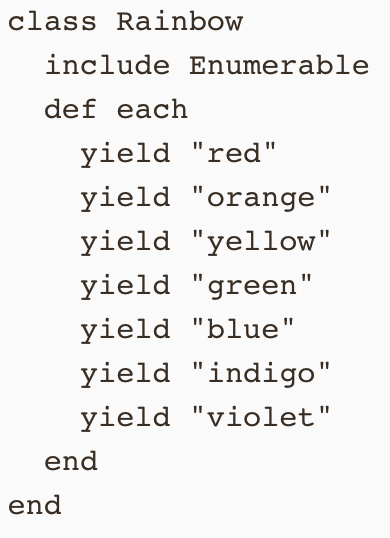 class Rainbow
  include Enumerable
  def each
    yield "red"
    yield "orange"
    yield "yellow"
    yield "green"
    yield "blue"
    yield "indigo"
    yield "violet"
  end
end